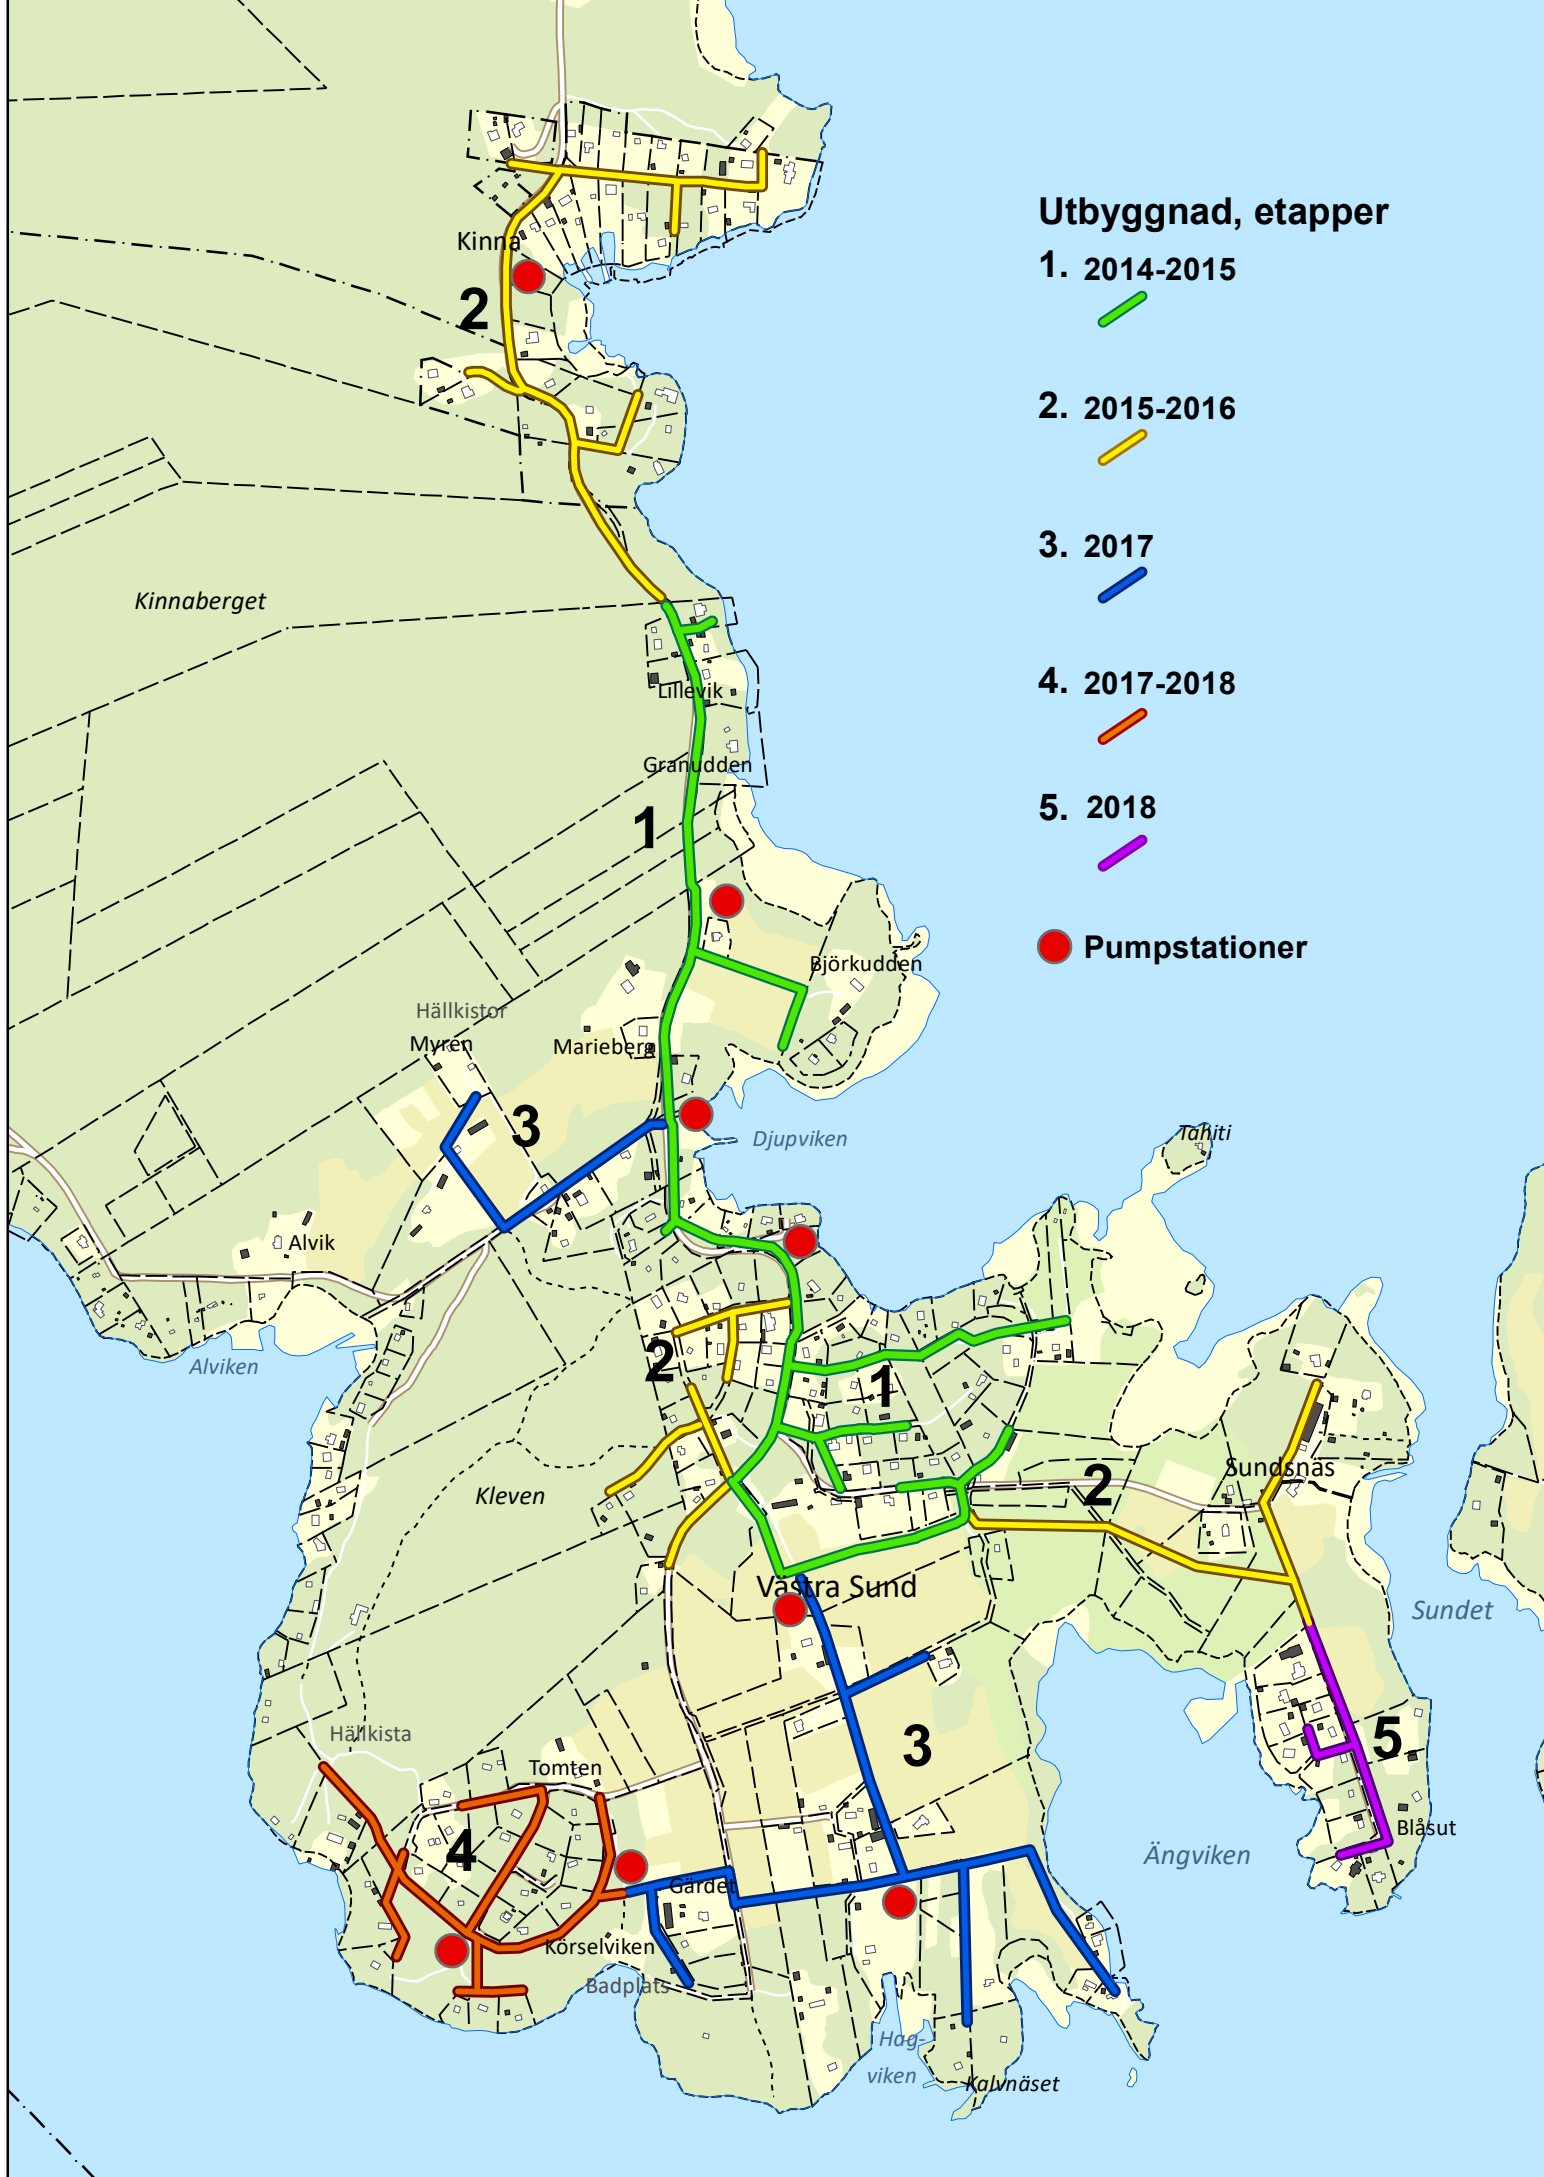 Utbyggnad, etapper
1. 2014-2015
Kinna
2
2. 2015-2016
3. 2017
Kinnaberget
4. 2017-2018
Lillevik
Granudden
5. 2018
1
Pumpstationer
Björkudden
Hällkistor
Myren
Marieberg
3
Djupviken
Tahiti
Alvik
Alviken
2
1
Sundsnäs
2
Kleven
Västra Sund
Sundet
Hällkista
3
5
Tomten
Blåsut
4
Ängviken
Gärdet
Körselviken
Badplats
Hag-
viken
Kalvnäset